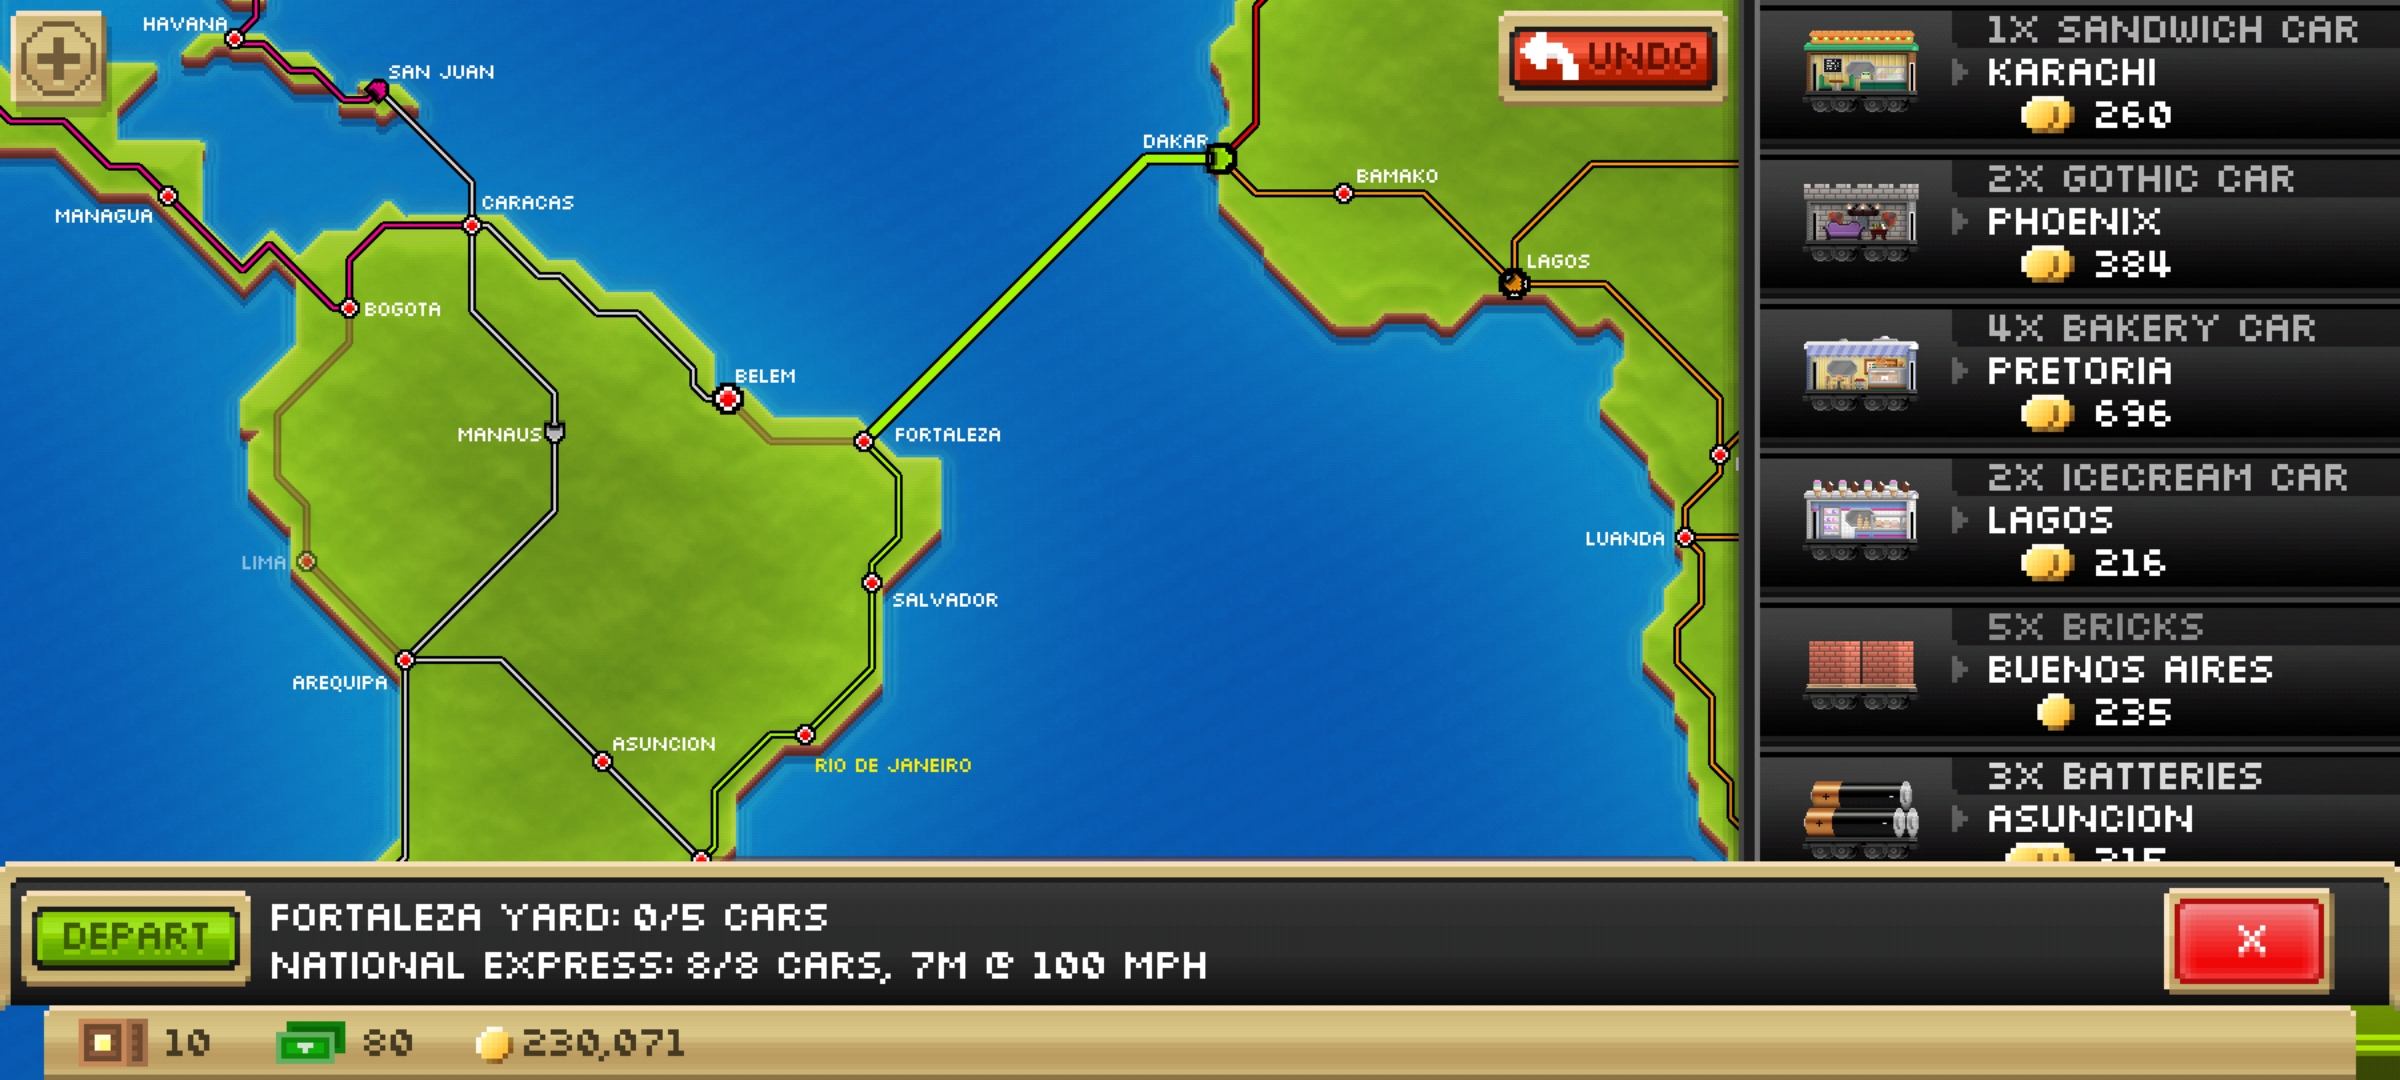 HAVANA
SAN JUAN
MANAGUA
CARACAS
BOGOTA
BELEM
MANAUS
FORTALEZA
LIMA
SALVADOR
AREQUIPA
ASUNCION
RIO DE JANEIRO
DAKAR
BAMAKO
LAGOS
LUANDA
UNDO
1X SANDWICH CAR
KARACHI
260
2X GOTHIC CAR
PHOENIX
384
4X BAKERY CAR
PRETORIA
696
2X ICECREAM CAR
LAGOS
216
5X BRICKS
BUENOS AIRES
235
3X BATTERIES
ASUNCION
DEPART
FORTALEZA YARD: 0/5 CARS
NATIONAL EXPRESS: 8/8 CARS, 7M @ 100 MPH
X
10
80
230,071